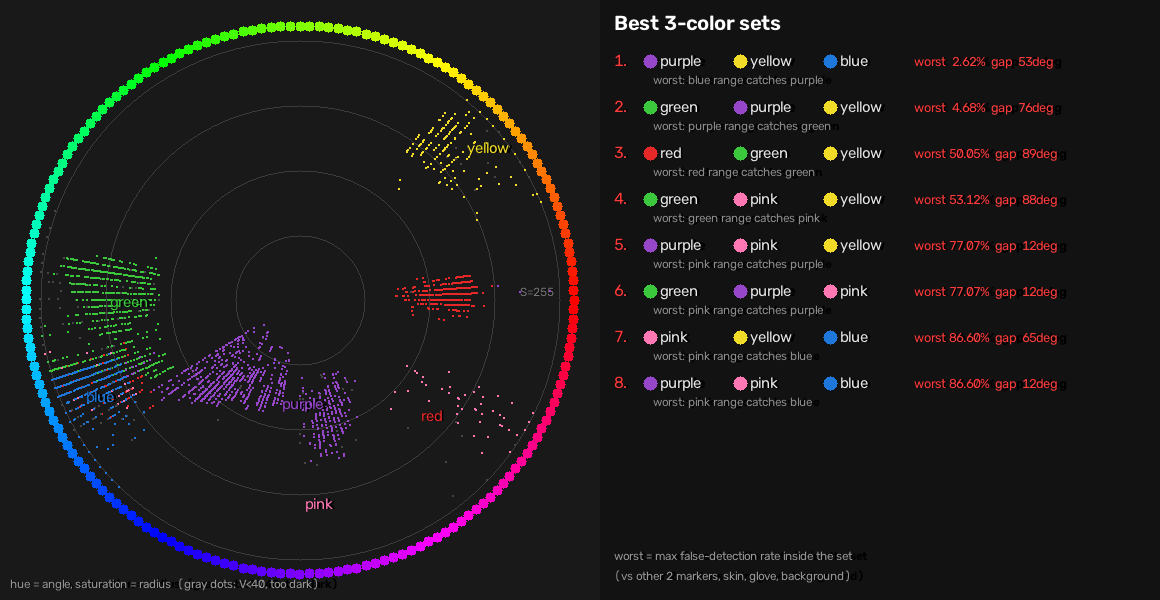 yellow
S=255
green
blue
purple
red
pink
hue = angle, saturation = radius (gray dots: V<40, too dark)
Best 3-color sets
1. purple yellow blue worst 2.62% gap 53deg
worst: blue range catches purple
2. green purple yellow worst 4.68% gap 76deg
worst: purple range catches green
3. red green yellow worst 50.05% gap 89deg
worst: red range catches green
4. green pink yellow worst 53.12% gap 88deg
worst: green range catches pink
5. purple pink yellow worst 77.07% gap 12deg
worst: pink range catches purple
6. green purple pink worst 77.07% gap 12deg
worst: pink range catches purple
7. pink yellow blue worst 86.60% gap 65deg
worst: pink range catches blue
8. purple pink blue worst 86.60% gap 12deg
worst: pink range catches blue
worst = max false-detection rate inside the set
(vs other 2 markers, skin, glove, background)